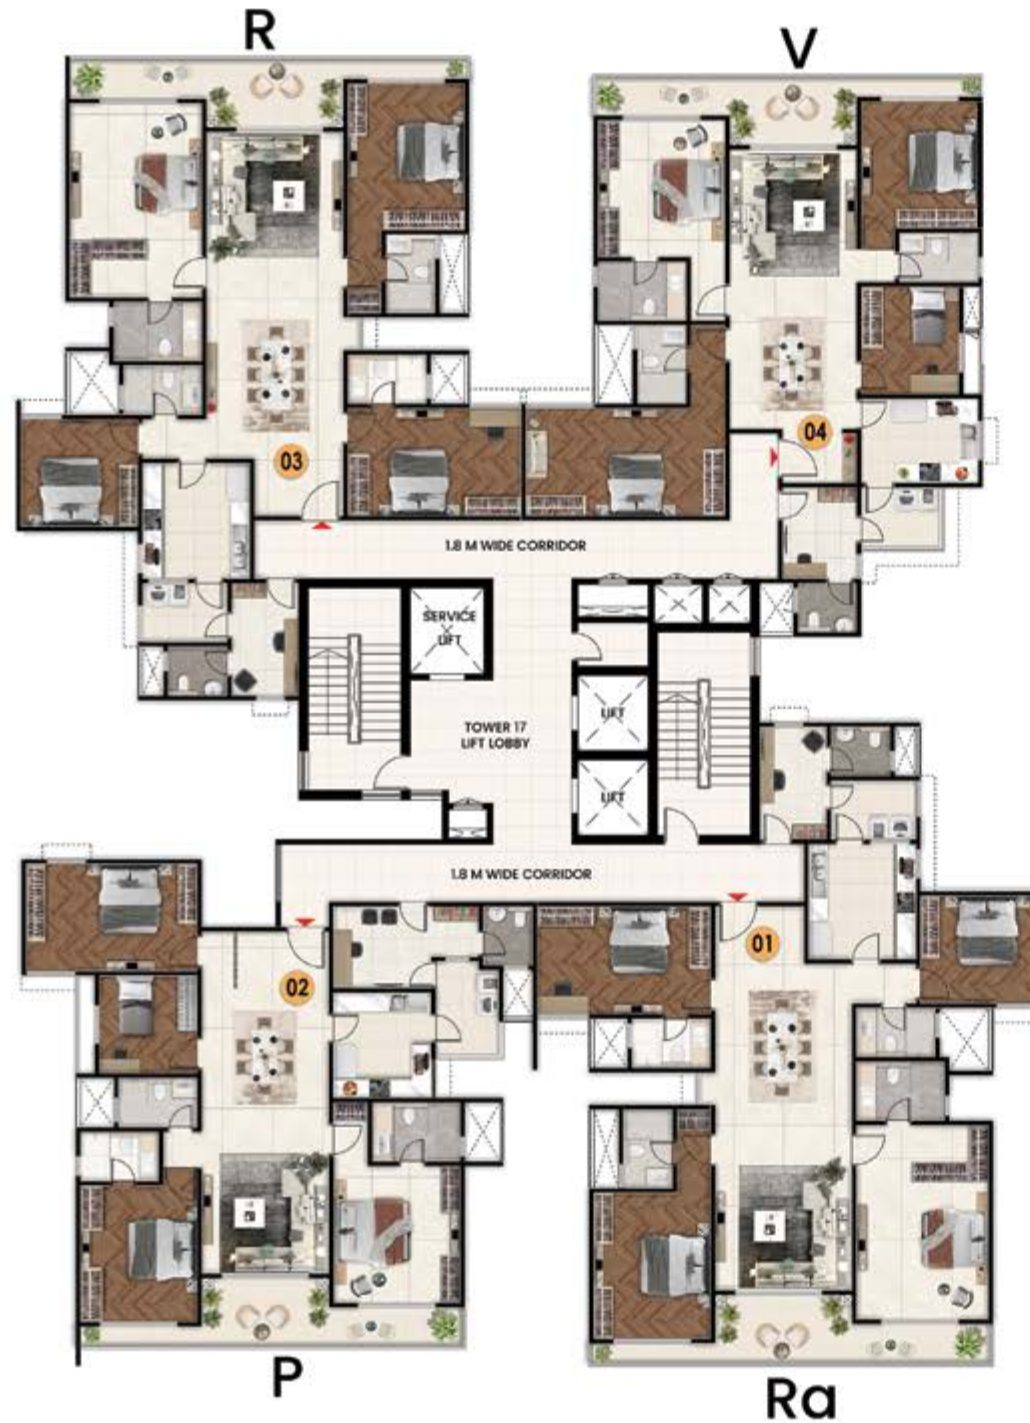 R
V
03
04
1.8 M WIDE CORRIDOR
SERVICE
LIFT
LIFT
TOWER 17
LIFT LOBBY
LIFT
1.8 M WIDE CORRIDOR
02
01
P
Ra